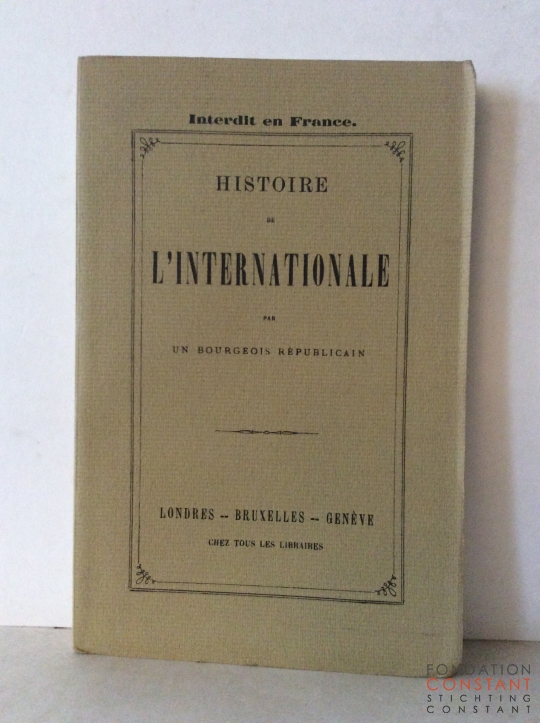 Interdit en France.
HISTOIRE
DE
L'INTERNATIONALE
PAR
UN BOURGEOIS RÉPUBLICAIN
LONDRES -- BRUXELLES -- GENÈVE
CHEZ TOUS LES LIBRAIRES
FONDATION
CONSTANT
STICHTING
CONSTANT